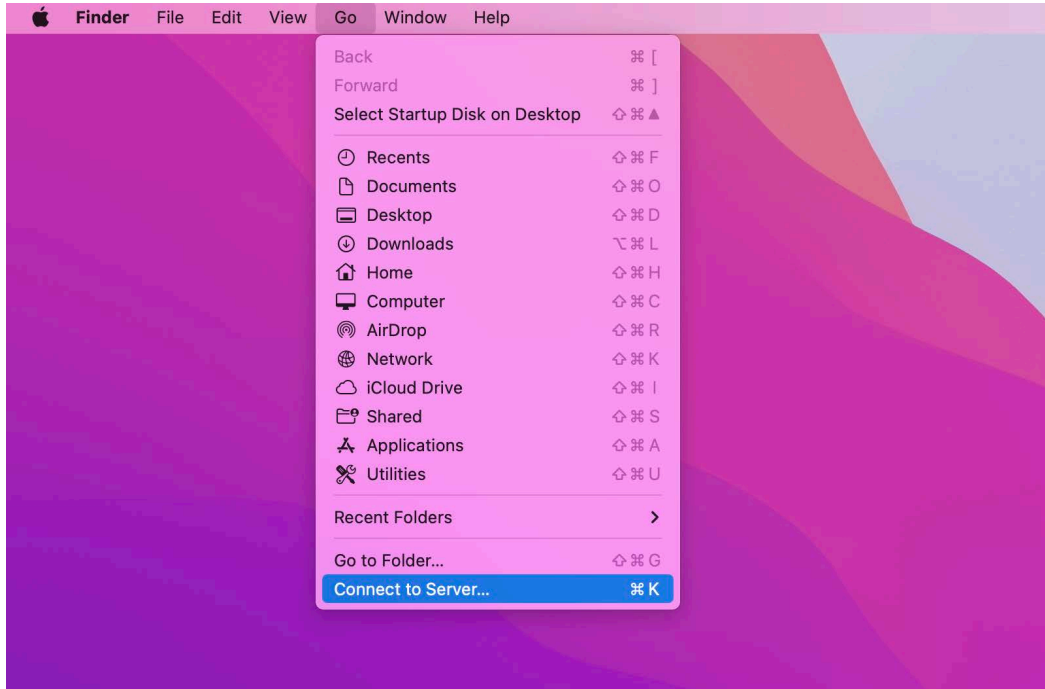 Finder File Edit View Go Window Help
Back ⌘ [
Forward ⌘ ]
Select Startup Disk on Desktop ⇧⌘▲
Recents ⇧⌘F
Documents ⇧⌘O
Desktop ⇧⌘D
Downloads ⌥⌘L
Home ⇧⌘H
Computer ⇧⌘C
AirDrop ⇧⌘R
Network ⇧⌘K
iCloud Drive ⇧⌘I
Shared ⇧⌘S
Applications ⇧⌘A
Utilities ⇧⌘U
Recent Folders
Go to Folder... ⇧⌘G
Connect to Server... ⌘K